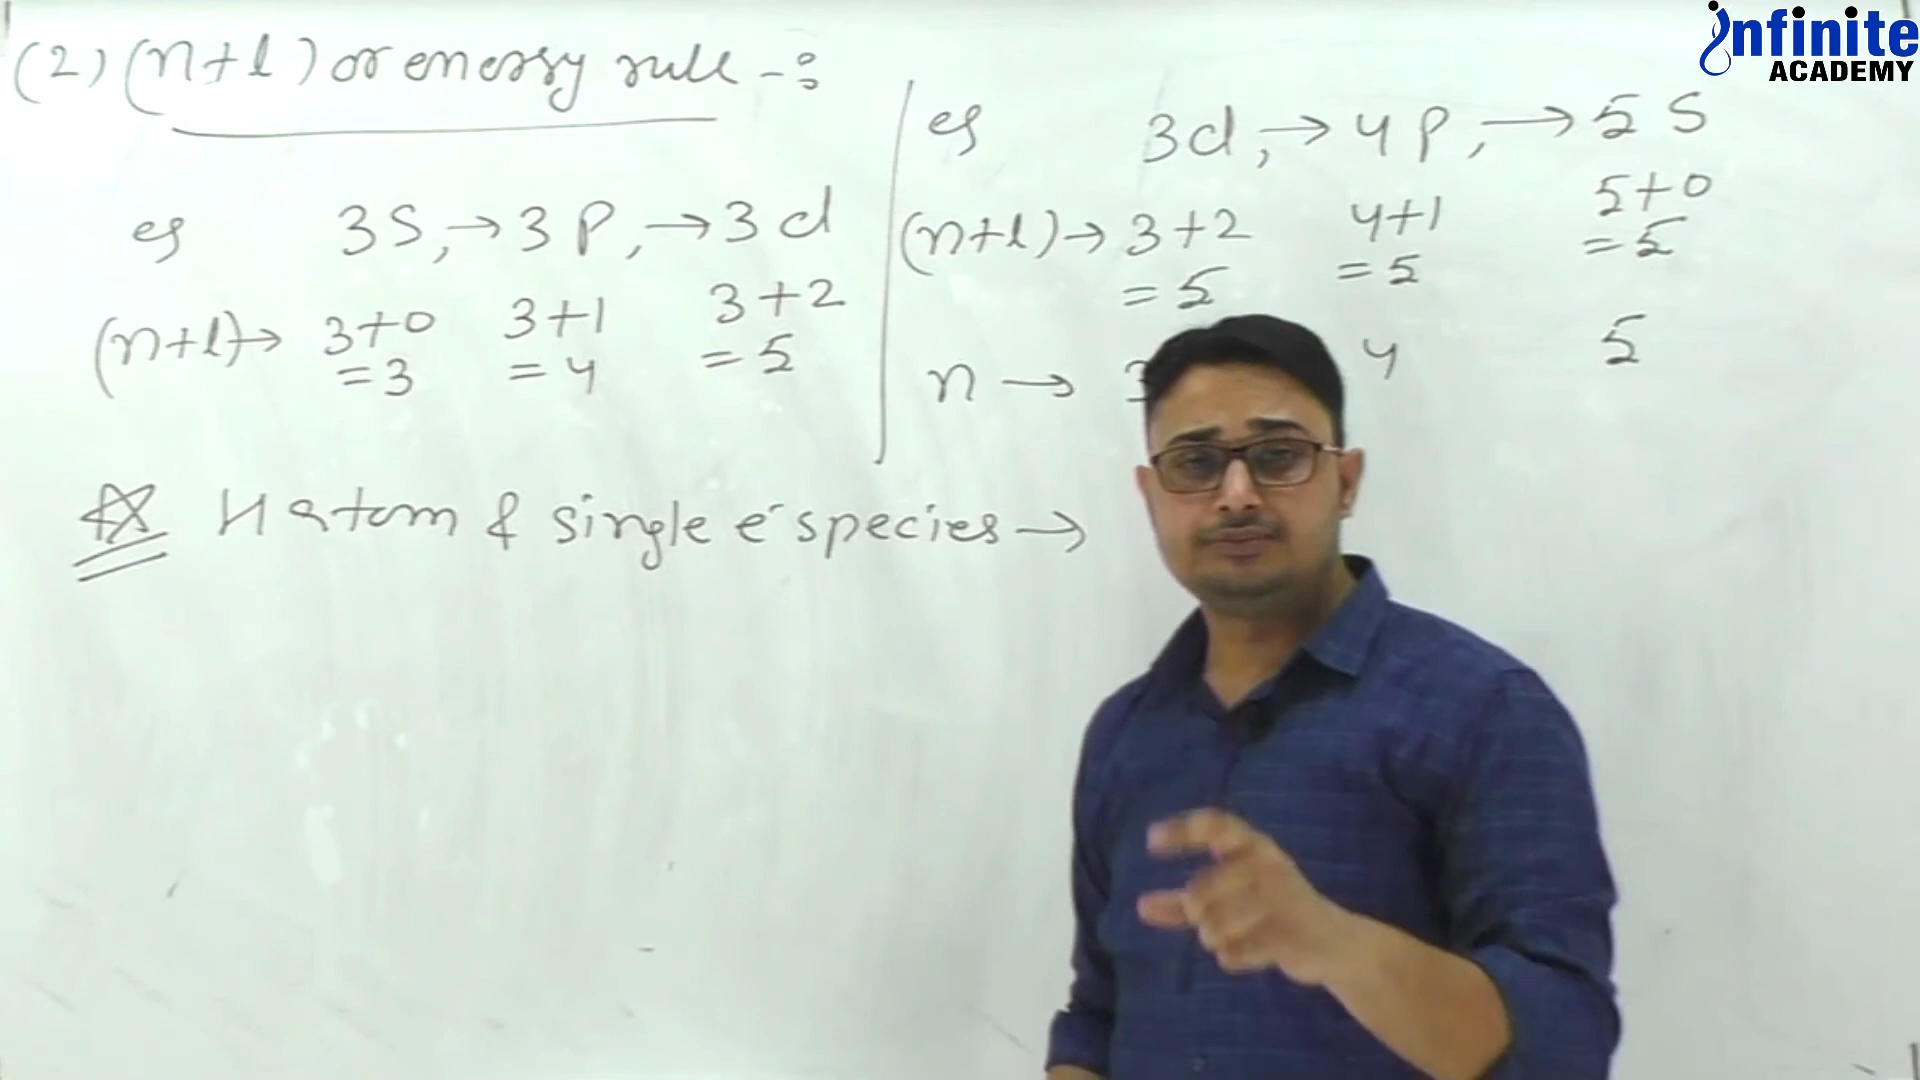 (2) (n+l) or energy rule -:
eg 3S, → 3P, → 3d
(n+l) → 3+0 3+1 3+2
=3 =4 =5
eg 3d, → 4P, → 5S
(n+l) → 3+2 4+1 5+0
=5 =5 =5
n → 3 4 5
H atom & single e⁻ species →
infinite
ACADEMY